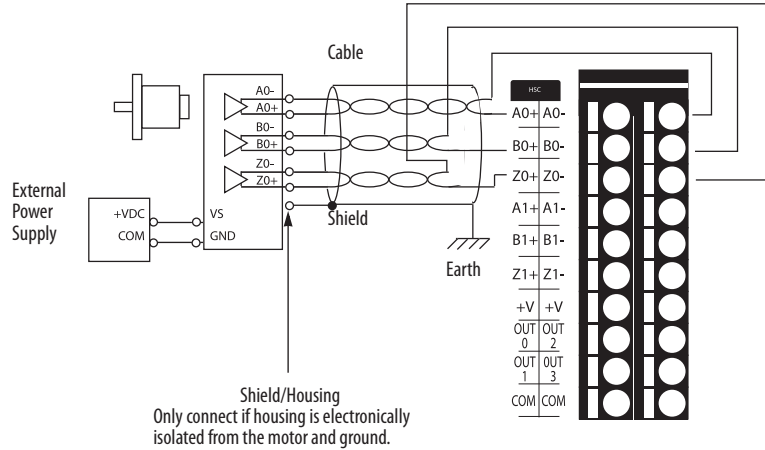 Cable
A0-
A0+
B0-
B0+
Z0-
Z0+
External
Power
Supply
+VDC
COM
VS
GND
Shield
Earth
Shield/Housing
Only connect if housing is electronically
isolated from the motor and ground.
HSC
A0+ A0-
B0+ B0-
Z0+ Z0-
A1+ A1-
B1+ B1-
Z1+ Z1-
+V +V
OUT OUT
0 2
OUT 0UT
1 3
COM COM